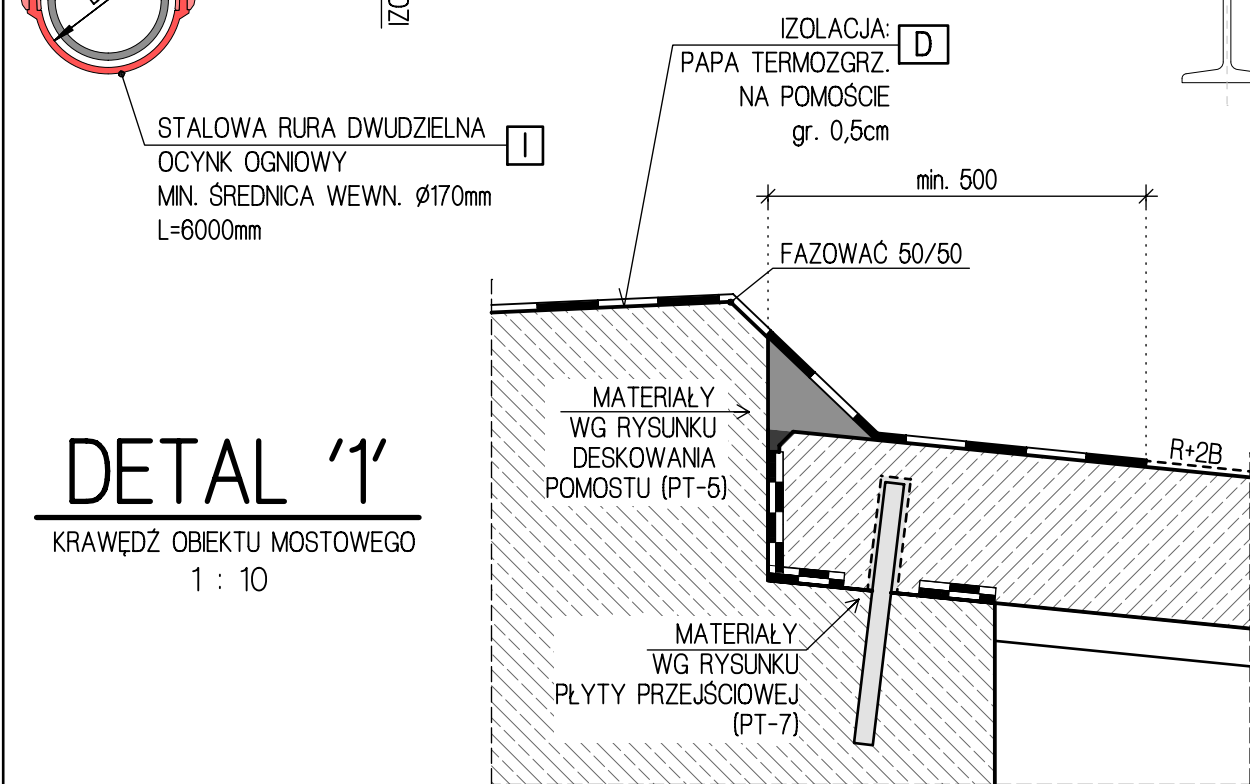 IZO
IZOLACJA:
D
PAPA TERMOZGRZ.
NA POMOŚCIE
gr. 0,5cm
STALOWA RURA DWUDZIELNA
I
OCYNK OGNIOWY
MIN. ŚREDNICA WEWN. Ø170mm
L=6000mm
min. 500
FAZOWAĆ 50/50
MATERIAŁY
WG RYSUNKU
DESKOWANIA
POMOSTU (PT-5)
R+2B
DETAL '1'
KRAWĘDŹ OBIEKTU MOSTOWEGO
1 : 10
MATERIAŁY
WG RYSUNKU
PŁYTY PRZEJŚCIOWEJ
(PT-7)